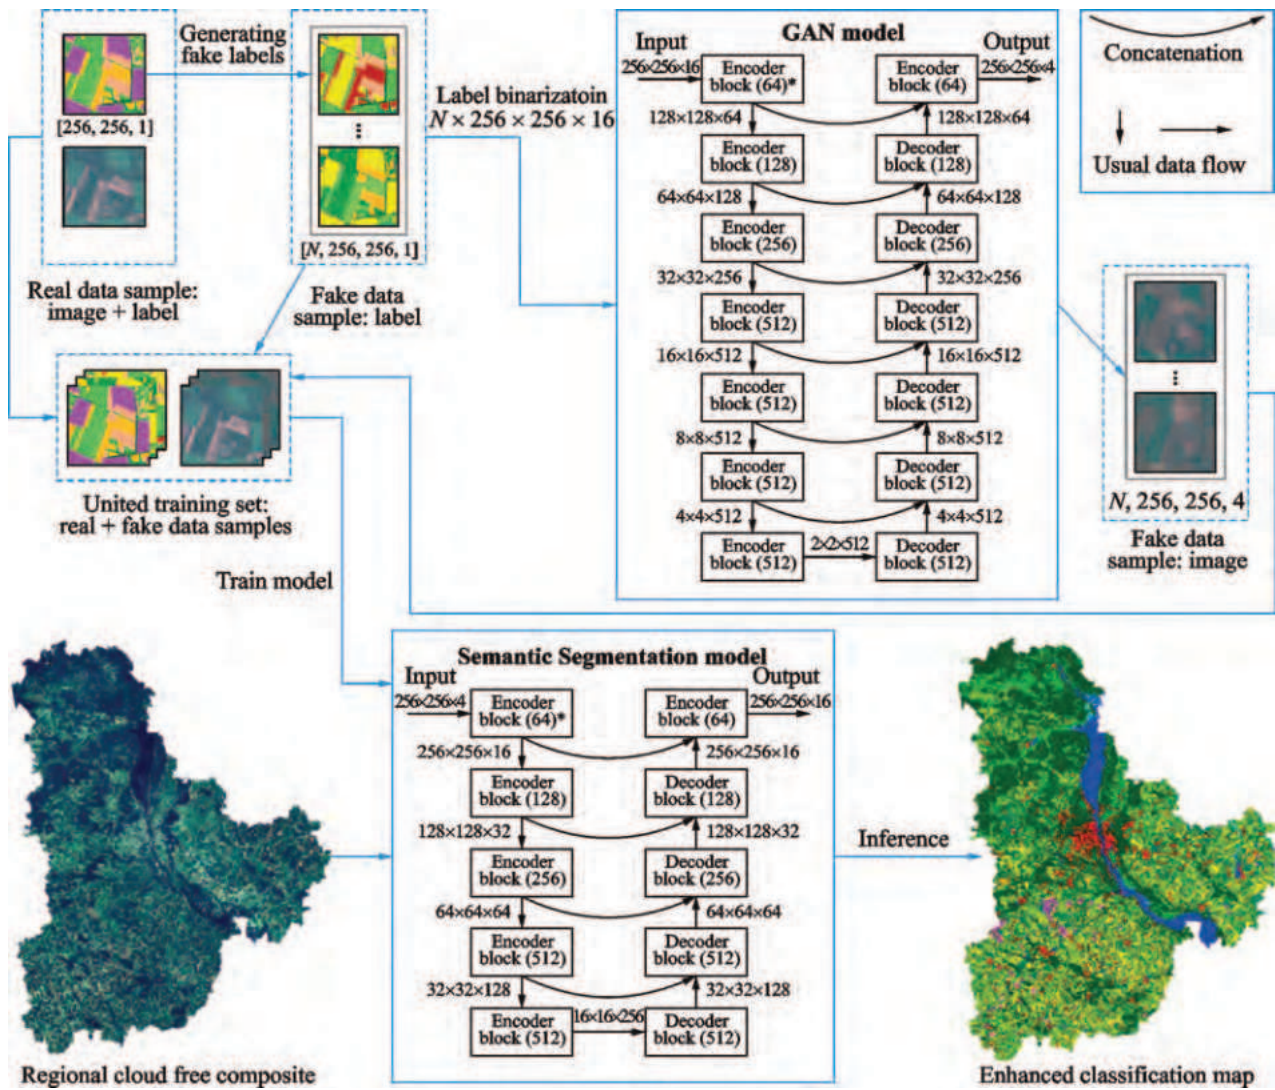 Generating
fake labels
[256, 256, 1]
[N, 256, 256, 1]
Real data sample:
image + label
Fake data
sample: label
Label binarizatoin
N × 256 × 256 × 16
United training set:
real + fake data samples
Train model
GAN model
Input
Output
256×256×16
Encoder
block (64)*
Encoder
block (64)
256×256×4
128×128×64
128×128×64
Encoder
block (128)
Decoder
block (128)
64×64×128
64×64×128
Encoder
block (256)
Decoder
block (256)
32×32×256
32×32×256
Encoder
block (512)
Decoder
block (512)
16×16×512
16×16×512
Encoder
block (512)
Decoder
block (512)
8×8×512
8×8×512
Encoder
block (512)
Decoder
block (512)
4×4×512
4×4×512
Encoder
block (512)
2×2×512
Decoder
block (512)
Concatenation
Usual data flow
N, 256, 256, 4
Fake data
sample: image
Semantic Segmentation model
Input
Output
256×256×4
Encoder
block (64)*
Encoder
block (64)
256×256×16
256×256×16
256×256×16
Encoder
block (128)
Decoder
block (128)
128×128×32
128×128×32
Encoder
block (256)
Decoder
block (256)
64×64×64
64×64×64
Encoder
block (512)
Decoder
block (512)
32×32×128
32×32×128
Encoder
block (512)
16×16×256
Decoder
block (512)
Inference
Regional cloud free composite
Enhanced classification map